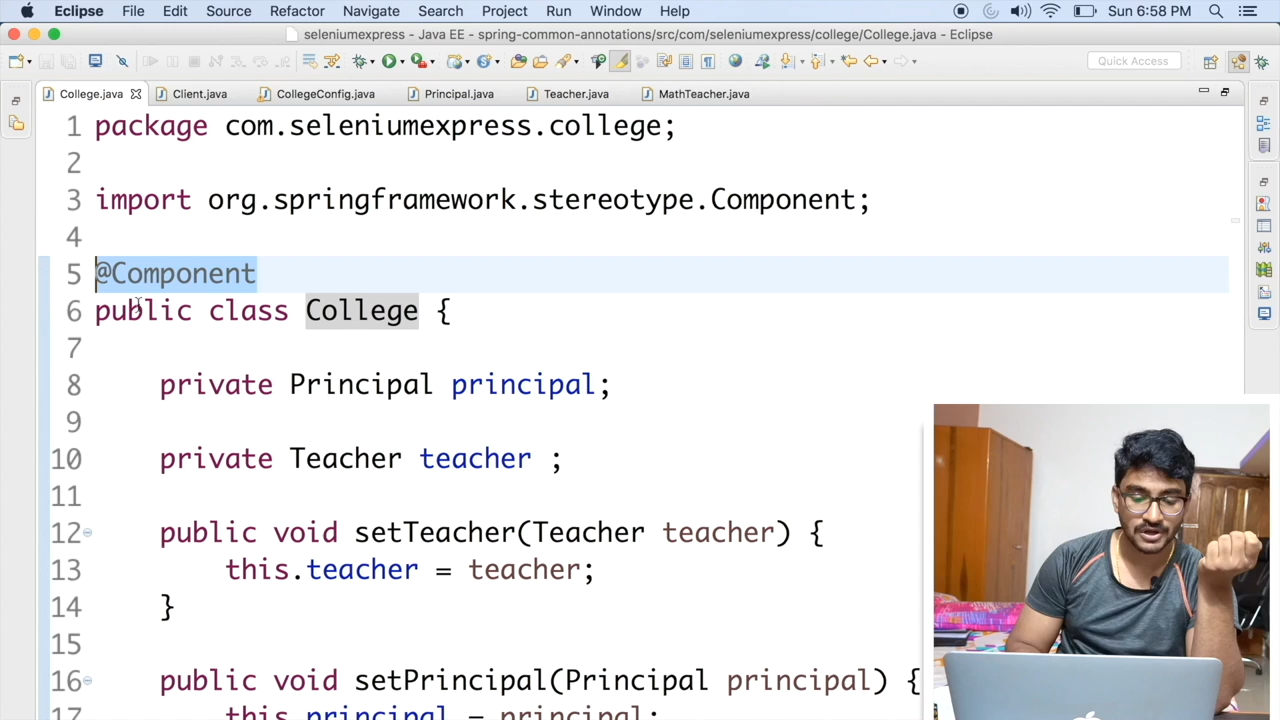 Eclipse File Edit Source Refactor Navigate Search Project Run Window Help Sun 6:58 PM
seleniumexpress - Java EE - spring-common-annotations/src/com/seleniumexpress/college/College.java - Eclipse
Quick Access
College.java Client.java CollegeConfig.java Principal.java Teacher.java MathTeacher.java
1 package com.seleniumexpress.college;
2
3 import org.springframework.stereotype.Component;
4
5 @Component
6 public class College {
7
8 private Principal principal;
9
10 private Teacher teacher ;
11
12 public void setTeacher(Teacher teacher) {
13 this.teacher = teacher;
14 }
15
16 public void setPrincipal(Principal principal) {
17 this.principal = principal;